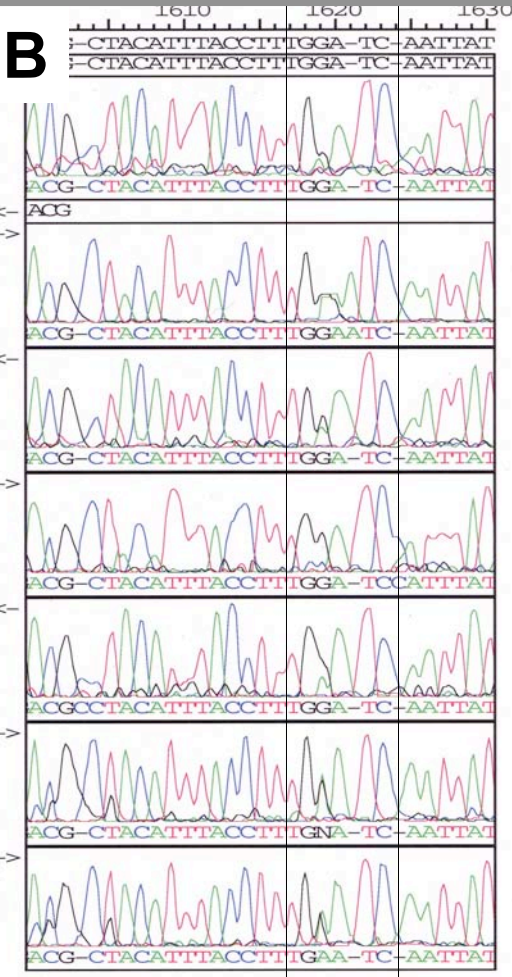 1610 1620 1630
B
G-CTACATTTACCTTTGGA-TC-AATTAT
G-CTACATTTACCTTTGGA-TC-AATTAT
ACG-CTACATTTACCTTTGGA-TC-AATTAT
<-
ACG
->
ACG-CTACATTTACCTTTGGAATC-AATTAT
<-
ACG-CTACATTTACCTTTGGA-TC-AATTAT
->
ACG-CTACATTTACCTTTGGA-TCCATTTAT
<-
ACGCCTACATTTACCTTTGGA-TC-AATTAT
->
ACG-CTACATTTACCTTTGNA-TC-AATTAT
->
ACG-CTACATTTACCTTTGAA-TC-AATTAT